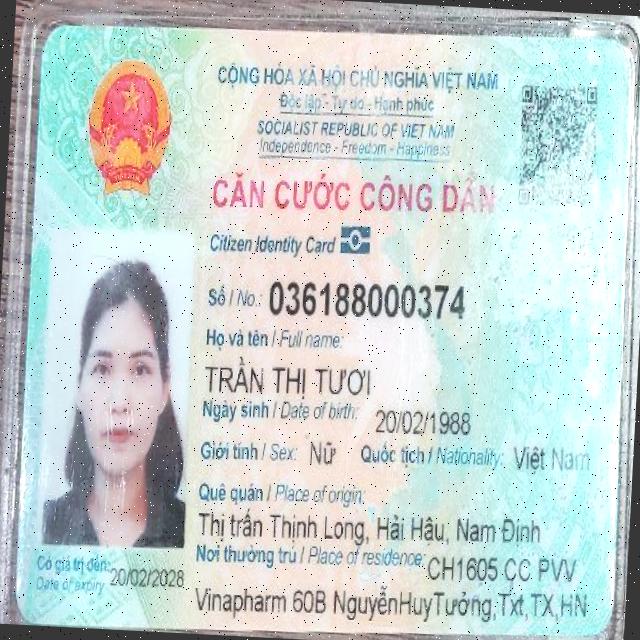 CỘNG HÒA XÃ HỘI CHỦ NGHĨA VIỆT NAM
Độc lập - Tự do - Hạnh phúc
SOCIALIST REPUBLIC OF VIET NAM
Independence - Freedom - Happiness
CĂN CƯỚC CÔNG DÂN
Citizen Identity Card
Số / No.: 036188000374
Họ và tên / Full name:
TRẦN THỊ TƯƠI
Ngày sinh / Date of birth: 20/02/1988
Giới tính / Sex: Nữ Quốc tịch / Nationality: Việt Nam
Quê quán / Place of origin:
Thị trấn Thịnh Long, Hải Hậu, Nam Định
Nơi thường trú / Place of residence: CH1605 CC PVV
Vinapharm 60B NguyễnHuyTưởng,Txt,TX,HN
Có giá trị đến: 20/02/2028
Date of expiry